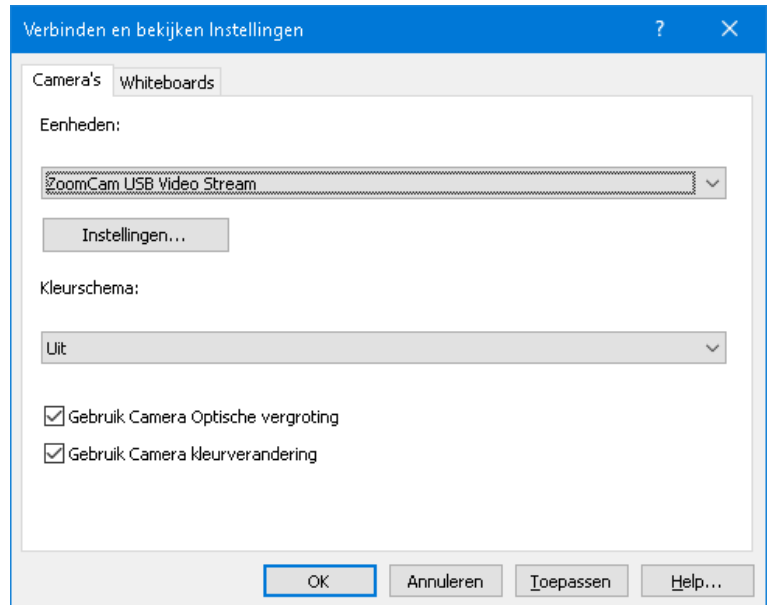 Verbinden en bekijken Instellingen ?
Camera's Whiteboards
Eenheden:
ZoomCam USB Video Stream
Instellingen...
Kleurschema:
Uit
Gebruik Camera Optische vergroting
Gebruik Camera kleurverandering
OK Annuleren Toepassen Help...